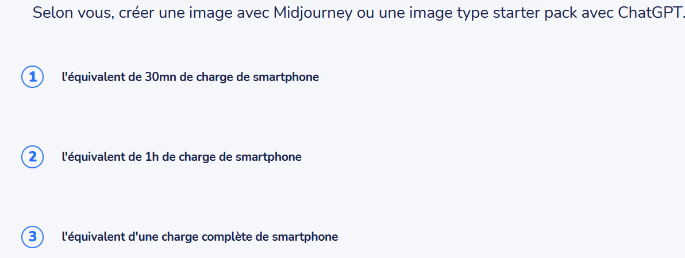 Selon vous, créer une image avec Midjourney ou une image type starter pack avec ChatGPT.
1 l'équivalent de 30mn de charge de smartphone
2 l'équivalent de 1h de charge de smartphone
3 l'équivalent d'une charge complète de smartphone